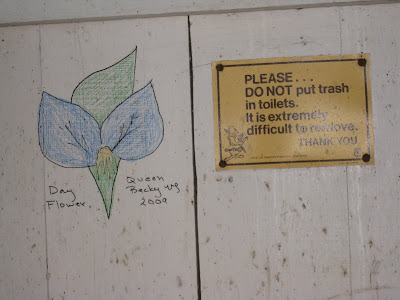 Day
Flower.
Queen
Becky VS
2009
PLEASE...
DO NOT put trash
in toilets.
It is extremely
difficult to remove.
THANK YOU